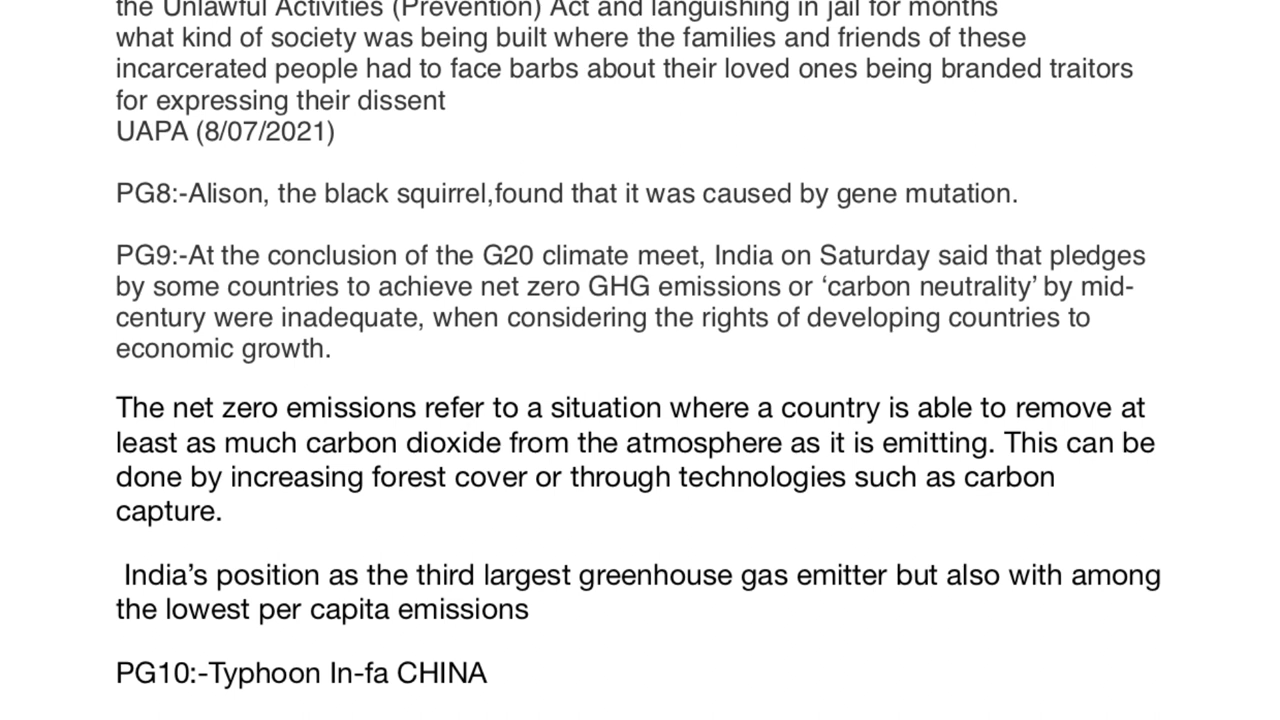 the Unlawful Activities (Prevention) Act and languishing in jail for months
what kind of society was being built where the families and friends of these
incarcerated people had to face barbs about their loved ones being branded traitors
for expressing their dissent
UAPA (8/07/2021)
PG8:-Alison, the black squirrel,found that it was caused by gene mutation.
PG9:-At the conclusion of the G20 climate meet, India on Saturday said that pledges
by some countries to achieve net zero GHG emissions or ‘carbon neutrality’ by mid-
century were inadequate, when considering the rights of developing countries to
economic growth.
The net zero emissions refer to a situation where a country is able to remove at
least as much carbon dioxide from the atmosphere as it is emitting. This can be
done by increasing forest cover or through technologies such as carbon
capture.
India’s position as the third largest greenhouse gas emitter but also with among
the lowest per capita emissions
PG10:-Typhoon In-fa CHINA